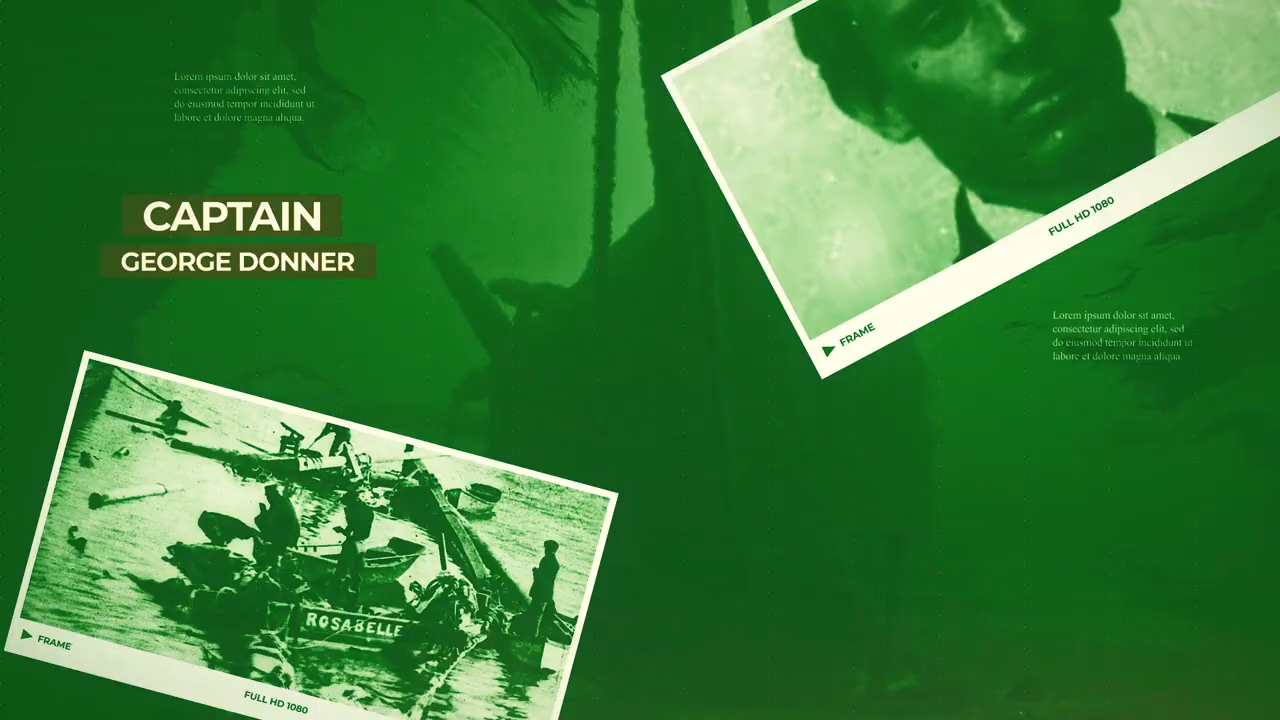 Lorem ipsum dolor sit amet,
consectetur adipiscing elit, sed
do eiusmod tempor incididunt ut
labore et dolore magna aliqua.
CAPTAIN
GEORGE DONNER
FULL HD 1080
FRAME
Lorem ipsum dolor sit amet,
consectetur adipiscing elit, sed
do eiusmod tempor incididunt ut
labore et dolore magna aliqua.
ROSABELLE
FRAME
FULL HD 1080